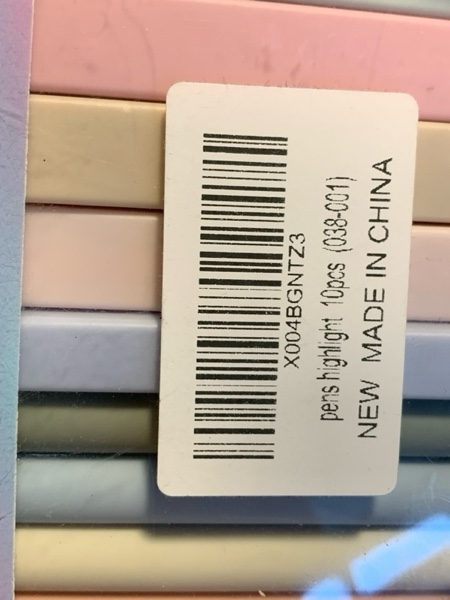 X004BGNTZ3
pens highlight 10pcs (038-001)
NEW MADE IN CHINA